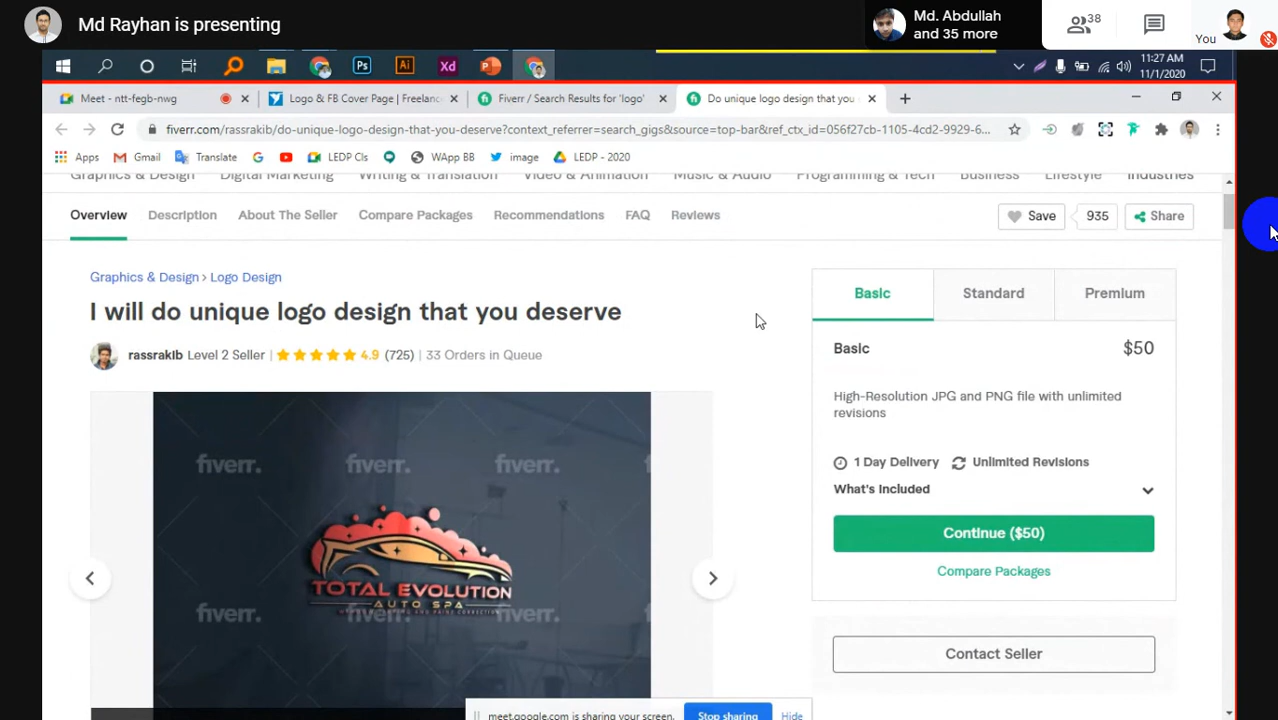 Md Rayhan is presenting
Md. Abdullah
and 35 more
38
You
Ps
Ai
Xd
11:27 AM
11/1/2020
Meet - ntt-fegb-nwg
Logo & FB Cover Page | Freelanc
Fiverr / Search Results for 'logo'
Do unique logo design that you
fiverr.com/rassrakib/do-unique-logo-design-that-you-deserve?context_referrer=search_gigs&source=top-bar&ref_ctx_id=056f27cb-1105-4cd2-9929-6...
Apps
Gmail
Translate
LEDP Cls
WApp BB
image
LEDP - 2020
Graphics & Design
Digital Marketing
Writing & Translation
Video & Animation
Music & Audio
Programming & Tech
Business
Lifestyle
Industries
Overview
Description
About The Seller
Compare Packages
Recommendations
FAQ
Reviews
Save
935
Share
Graphics & Design › Logo Design
I will do unique logo design that you deserve
rassrakib Level 2 Seller | 4.9 (725) | 33 Orders in Queue
fiverr. fiverr. fiverr.
TOTAL EVOLUTION
AUTO SPA
fiverr. fiverr. fiverr.
Basic
Standard
Premium
Basic
$50
High-Resolution JPG and PNG file with unlimited
revisions
1 Day Delivery
Unlimited Revisions
What's Included
Continue ($50)
Compare Packages
Contact Seller
meet.google.com is sharing your screen.
Stop sharing
Hide